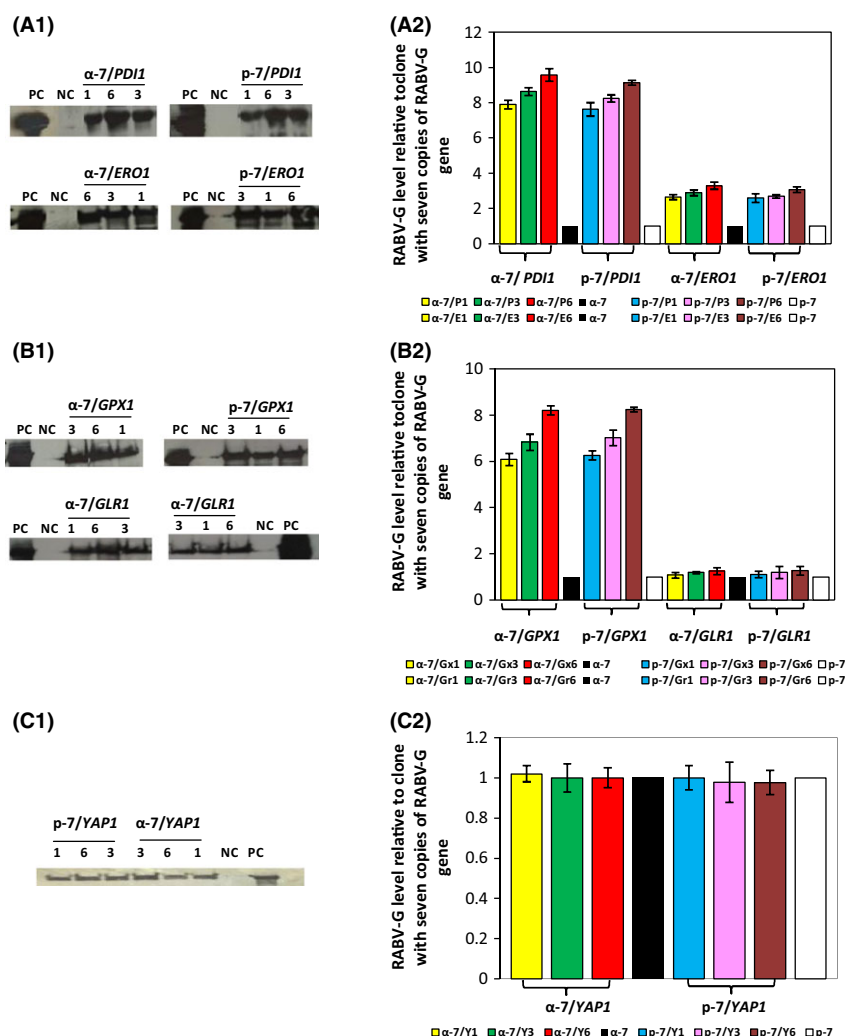 (A1)
α-7/PDI1
p-7/PDI1
PC NC 1 6 3
PC NC 1 6 3
α-7/ERO1
p-7/ERO1
PC NC 6 3 1
PC NC 3 1 6
(A2)
RABV-G level relative toclone
with seven copies of RABV-G
gene
12
10
8
6
4
2
0
α-7/ PDI1 p-7/PDI1 α-7/ERO1 p-7/ERO1
α-7/P1 α-7/P3 α-7/P6 α-7 p-7/P1 p-7/P3 p-7/P6 p-7
α-7/E1 α-7/E3 α-7/E6 α-7 p-7/E1 p-7/E3 p-7/E6 p-7
(B1)
α-7/GPX1
p-7/GPX1
PC NC 3 6 1
PC NC 3 1 6
α-7/GLR1
α-7/GLR1
PC NC 1 6 3
3 1 6 NC PC
(B2)
RABV-G level relative toclone
with seven copies of RABV-G
gene
10
8
6
4
2
0
α-7/GPX1 p-7/GPX1 α-7/GLR1 p-7/GLR1
α-7/Gx1 α-7/Gx3 α-7/Gx6 α-7 p-7/Gx1 p-7/Gx3 p-7/Gx6 p-7
α-7/Gr1 α-7/Gr3 α-7/Gr6 α-7 p-7/Gr1 p-7/Gr3 p-7/Gr6 p-7
(C1)
p-7/YAP1 α-7/YAP1
1 6 3 3 6 1 NC PC
(C2)
RABV-G level relative to clone
with seven copies of RABV-G
gene
1.2
1
0.8
0.6
0.4
0.2
0
α-7/YAP1 p-7/YAP1
α-7/Y1 α-7/Y3 α-7/Y6 α-7 p-7/Y1 p-7/Y3 p-7/Y6 p-7